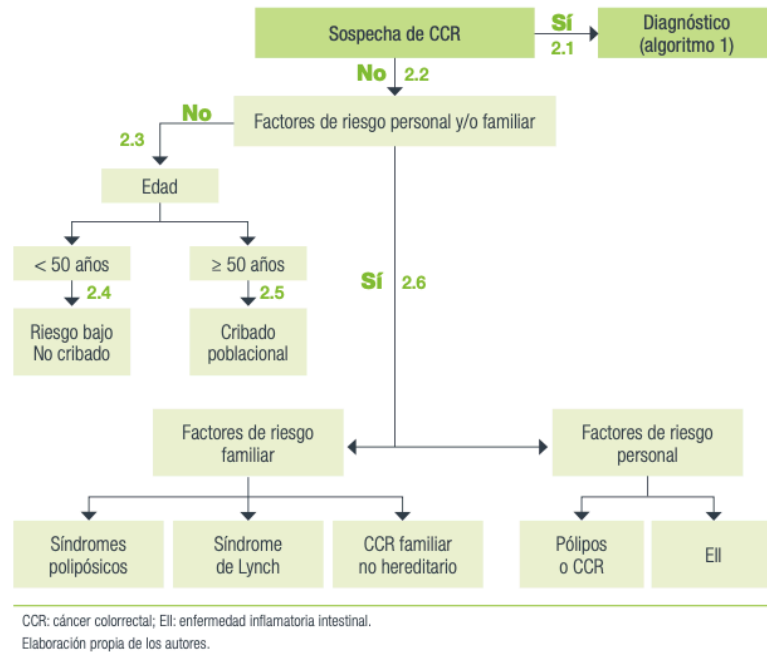 Sospecha de CCR
Sí
2.1
Diagnóstico
(algoritmo 1)
No 2.2
Factores de riesgo personal y/o familiar
No
2.3
Edad
< 50 años
≥ 50 años
2.4
2.5
Riesgo bajo
No cribado
Cribado
poblacional
Sí 2.6
Factores de riesgo
familiar
Factores de riesgo
personal
Síndromes
polipósicos
Síndrome
de Lynch
CCR familiar
no hereditario
Pólipos
o CCR
EII
CCR: cáncer colorrectal; EII: enfermedad inflamatoria intestinal.
Elaboración propia de los autores.